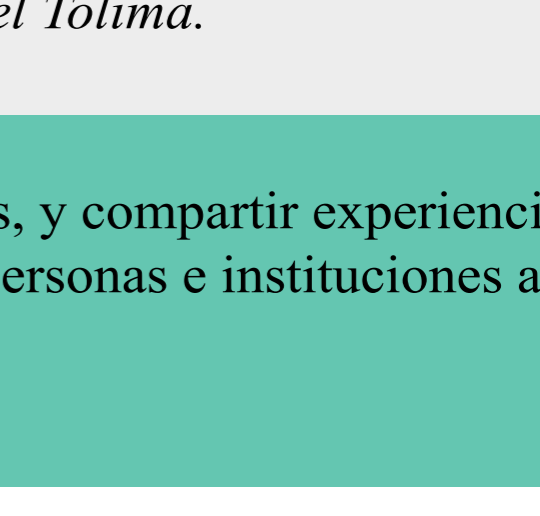 el Tolima.
s, y compartir experienci
ersonas e instituciones a